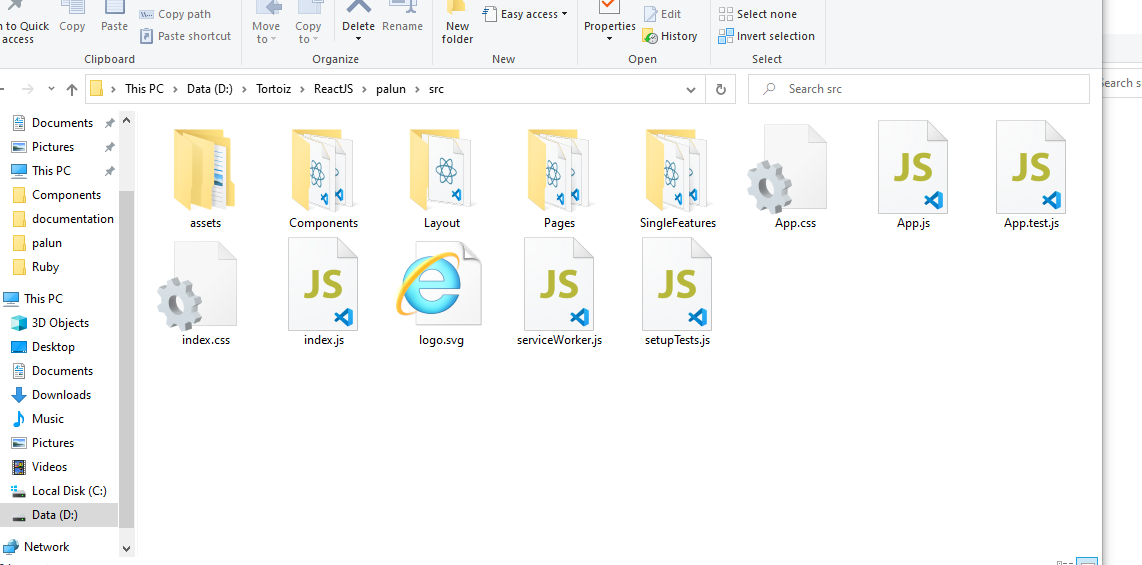 n to Quick
access
Copy
Paste
Copy path
Paste shortcut
Clipboard
Move
to
Copy
to
Delete
Rename
Organize
New
folder
Easy access
New
Properties
Edit
History
Open
Select none
Invert selection
Select
This PC > Data (D:) > Tortoiz > ReactJS > palun > src
Search src
Search s
Documents
Pictures
This PC
Components
documentation
palun
Ruby
This PC
3D Objects
Desktop
Documents
Downloads
Music
Pictures
Videos
Local Disk (C:)
Data (D:)
Network
assets
Components
Layout
Pages
SingleFeatures
App.css
JS
App.js
JS
App.test.js
index.css
JS
index.js
logo.svg
JS
serviceWorker.js
JS
setupTests.js